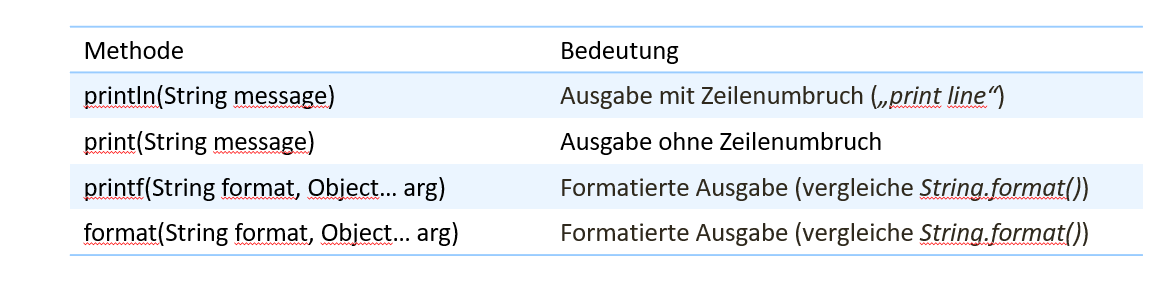 Methode Bedeutung
println(String message) Ausgabe mit Zeilenumbruch („print line“)
print(String message) Ausgabe ohne Zeilenumbruch
printf(String format, Object… arg) Formatierte Ausgabe (vergleiche String.format())
format(String format, Object… arg) Formatierte Ausgabe (vergleiche String.format())